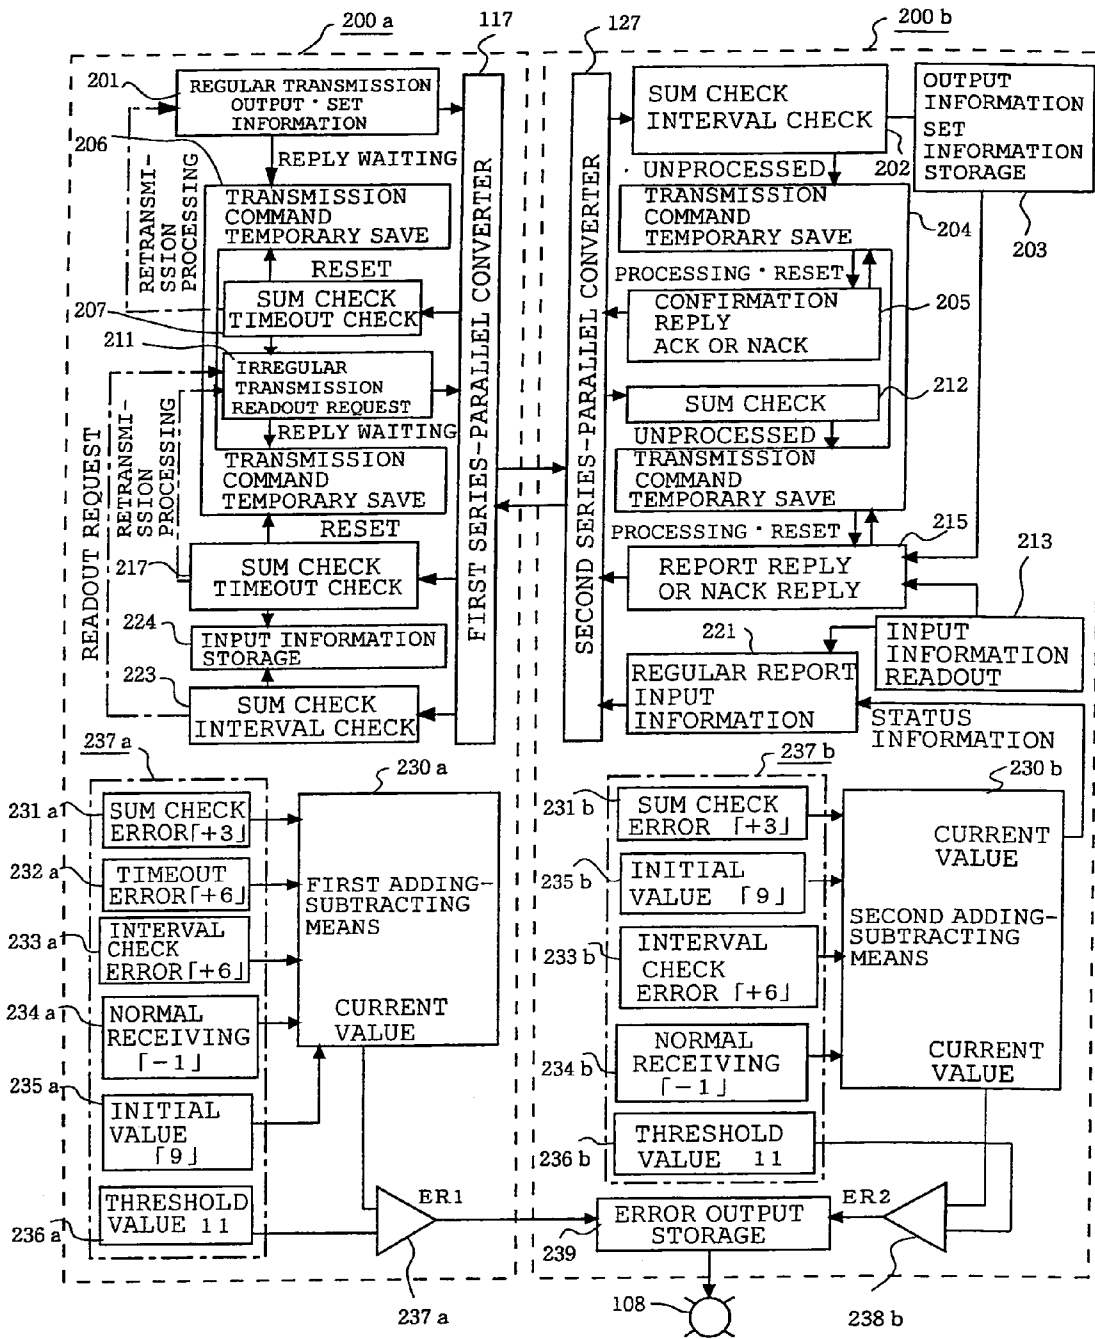 200 a
117
127
200 b
201
REGULAR TRANSMISSION
OUTPUT・SET
INFORMATION
206
REPLY WAITING
RETRANSMI-
SSION
PROCESSING
TRANSMISSION
COMMAND
TEMPORARY SAVE
RESET
207
SUM CHECK
TIMEOUT CHECK
211
IRREGULAR
TRANSMISSION
READOUT REQUEST
REPLY WAITING
READOUT REQUEST
RETRANSMI-
SSION
PROCESSING
TRANSMISSION
COMMAND
TEMPORARY SAVE
RESET
217
SUM CHECK
TIMEOUT CHECK
224
INPUT INFORMATION
STORAGE
223
SUM CHECK
INTERVAL CHECK
FIRST SERIES-PARALLEL CONVERTER
SECOND SERIES-PARALLEL CONVERTER
SUM CHECK
INTERVAL CHECK
202
OUTPUT
INFORMATION
SET
INFORMATION
STORAGE
203
UNPROCESSED
TRANSMISSION
COMMAND
TEMPORARY SAVE
204
PROCESSING・RESET
CONFIRMATION
REPLY
ACK OR NACK
205
SUM CHECK
212
UNPROCESSED
TRANSMISSION
COMMAND
TEMPORARY SAVE
PROCESSING・RESET
215
REPORT REPLY
OR NACK REPLY
213
INPUT
INFORMATION
READOUT
221
REGULAR REPORT
INPUT
INFORMATION
STATUS
INFORMATION
237 a
230 a
231 a
SUM CHECK
ERROR「+3」
232 a
TIMEOUT
ERROR「+6」
233 a
INTERVAL
CHECK
ERROR「+6」
234 a
NORMAL
RECEIVING
「-1」
235 a
INITIAL
VALUE
「9」
THRESHOLD
VALUE 11
236 a
FIRST ADDING-
SUBTRACTING
MEANS
CURRENT
VALUE
ER1
237 a
237 b
230 b
231 b
SUM CHECK
ERROR 「+3」
235 b
INITIAL
VALUE 「9」
233 b
INTERVAL
CHECK
ERROR 「+6」
234 b
NORMAL
RECEIVING
「-1」
236 b
THRESHOLD
VALUE 11
CURRENT
VALUE
SECOND ADDING-
SUBTRACTING
MEANS
CURRENT
VALUE
ER2
ERROR OUTPUT
STORAGE
239
238 b
108